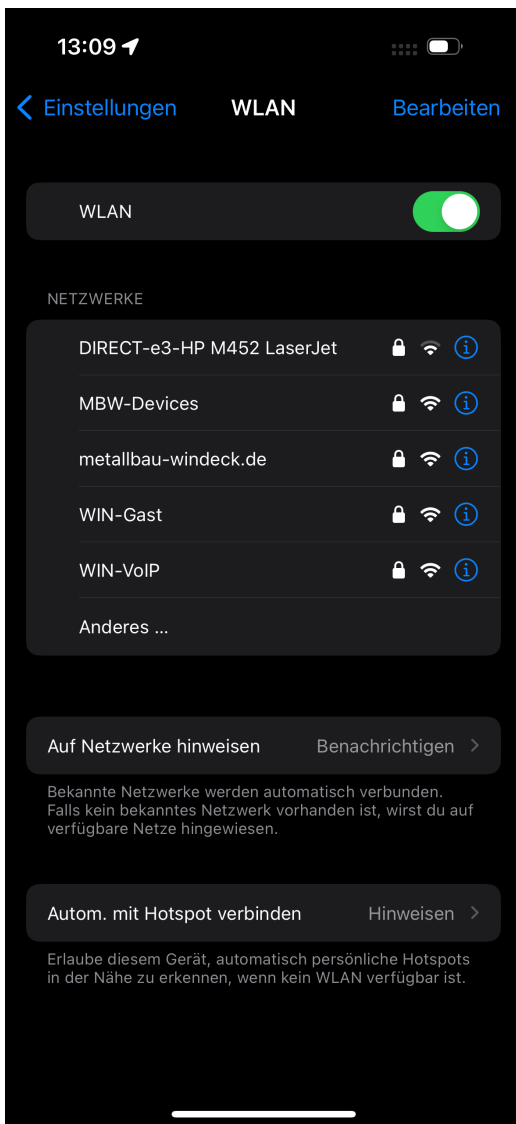 13:09
Einstellungen WLAN Bearbeiten
WLAN
NETZWERKE
DIRECT-e3-HP M452 LaserJet
MBW-Devices
metallbau-windeck.de
WIN-Gast
WIN-VoIP
Anderes ...
Auf Netzwerke hinweisen Benachrichtigen
Bekannte Netzwerke werden automatisch verbunden.
Falls kein bekanntes Netzwerk vorhanden ist, wirst du auf
verfügbare Netze hingewiesen.
Autom. mit Hotspot verbinden Hinweisen
Erlaube diesem Gerät, automatisch persönliche Hotspots
in der Nähe zu erkennen, wenn kein WLAN verfügbar ist.